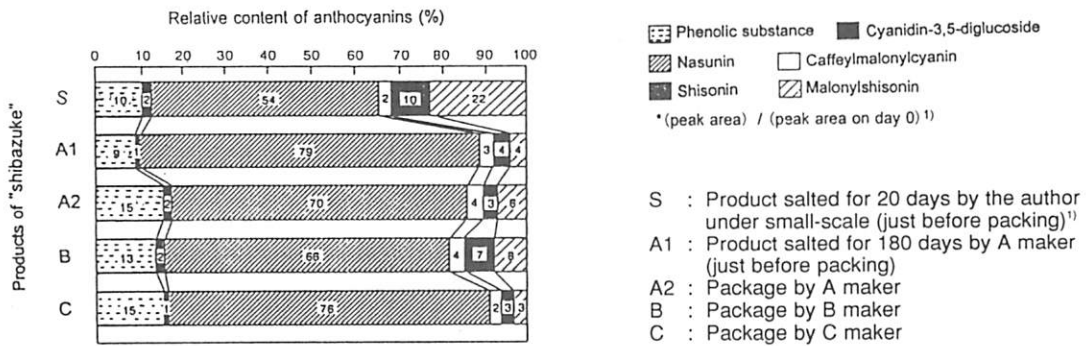 Relative content of anthocyanins (%)
0 10 20 30 40 50 60 70 80 90 100
Products of "shibazuke"
S 10 2 54 2 10 22
A1 9 1 79 3 4 4
A2 15 2 70 4 3 6
B 13 2 66 4 7 8
C 15 1 76 2 3 3
Phenolic substance Cyanidin-3,5-diglucoside
Nasunin Caffeylmalonylcyanin
Shisonin Malonylshisonin
*(peak area) / (peak area on day 0) 1)
S : Product salted for 20 days by the author
under small-scale (just before packing)1)
A1 : Product salted for 180 days by A maker
(just before packing)
A2 : Package by A maker
B : Package by B maker
C : Package by C maker